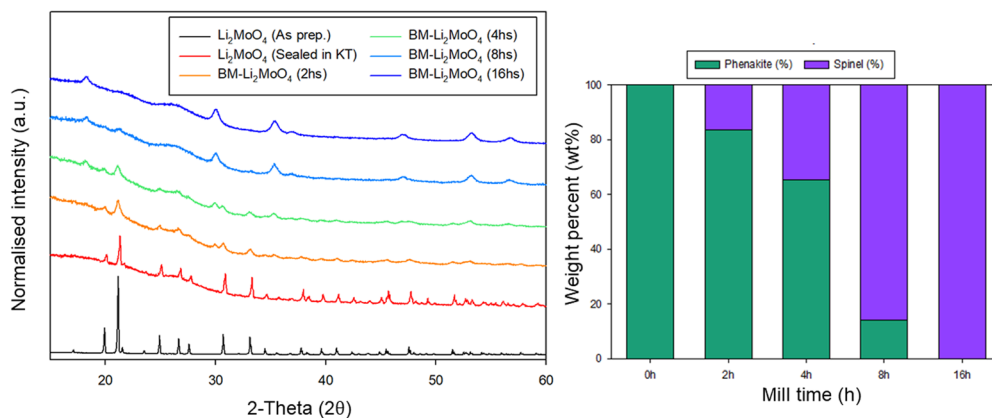 Normalised intensity (a.u.)
Li₂MoO₄ (As prep.)
Li₂MoO₄ (Sealed in KT)
BM-Li₂MoO₄ (2hs)
BM-Li₂MoO₄ (4hs)
BM-Li₂MoO₄ (8hs)
BM-Li₂MoO₄ (16hs)
20 30 40 50 60
2-Theta (2θ)
Phenakite (%) Spinel (%)
Weight percent (wt%)
100
80
60
40
20
0
0h 2h 4h 8h 16h
Mill time (h)